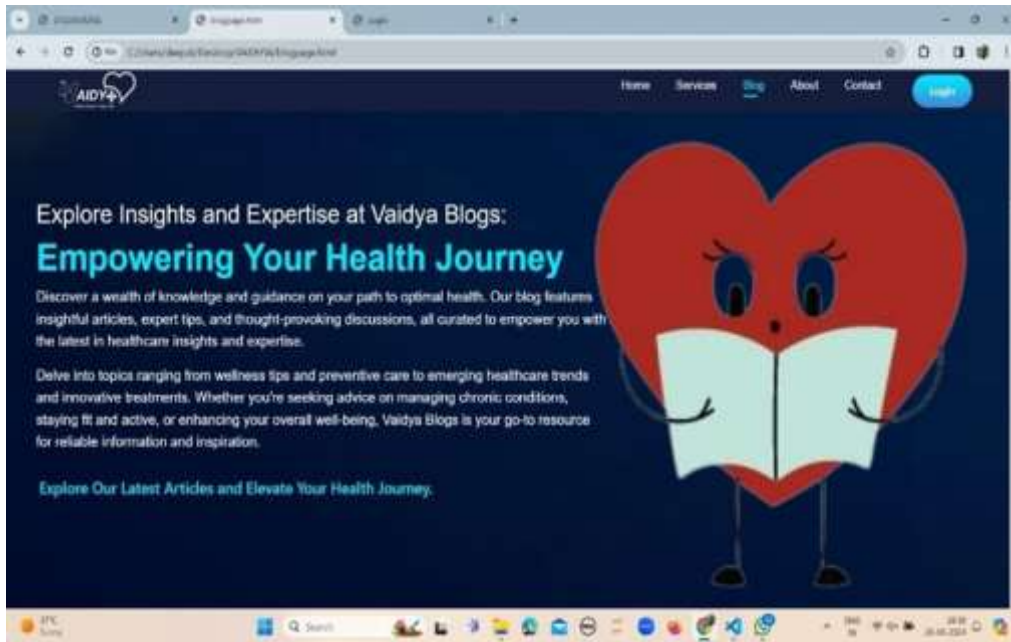 blogpage.html
Login
AIDYA
Home Services Blog About Contact Login
Explore Insights and Expertise at Vaidya Blogs:
Empowering Your Health Journey
Discover a wealth of knowledge and guidance on your path to optimal health. Our blog features
insightful articles, expert tips, and thought-provoking discussions, all curated to empower you with
the latest in healthcare insights and expertise.
Delve into topics ranging from wellness tips and preventive care to emerging healthcare trends
and innovative treatments. Whether you're seeking advice on managing chronic conditions,
staying fit and active, or enhancing your overall well-being, Vaidya Blogs is your go-to resource
for reliable information and inspiration.
Explore Our Latest Articles and Elevate Your Health Journey.
Sunny
Search